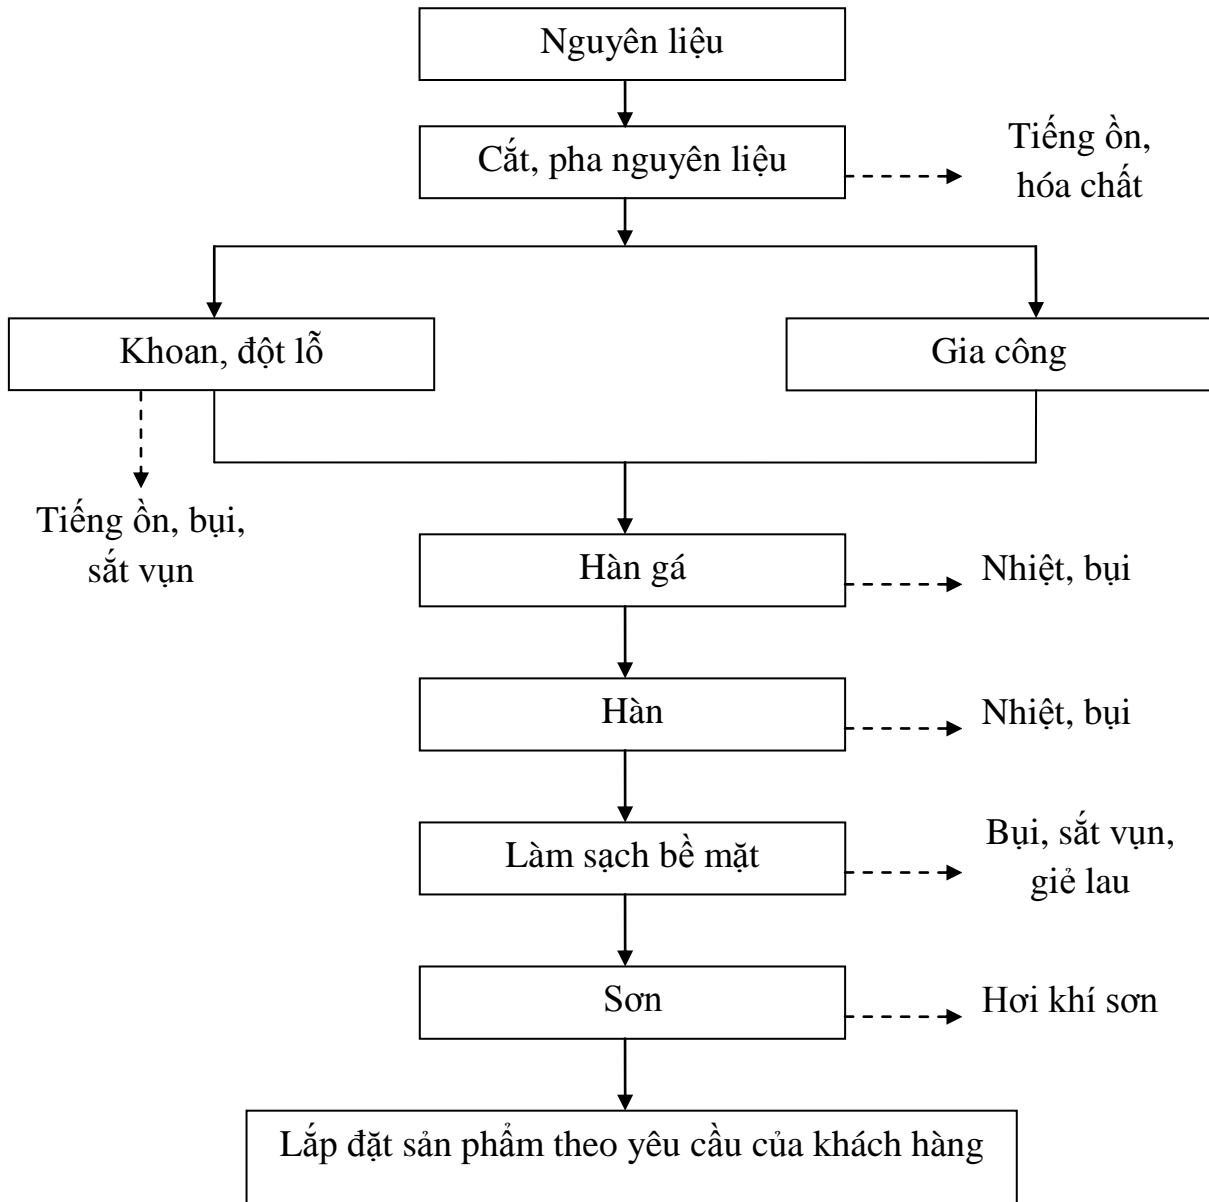 Nguyên liệu
Cắt, pha nguyên liệu
Tiếng ồn,
hóa chất
Khoan, đột lỗ
Gia công
Tiếng ồn, bụi,
sắt vụn
Hàn gá
Nhiệt, bụi
Hàn
Nhiệt, bụi
Làm sạch bề mặt
Bụi, sắt vụn,
giẻ lau
Sơn
Hơi khí sơn
Lắp đặt sản phẩm theo yêu cầu của khách hàng